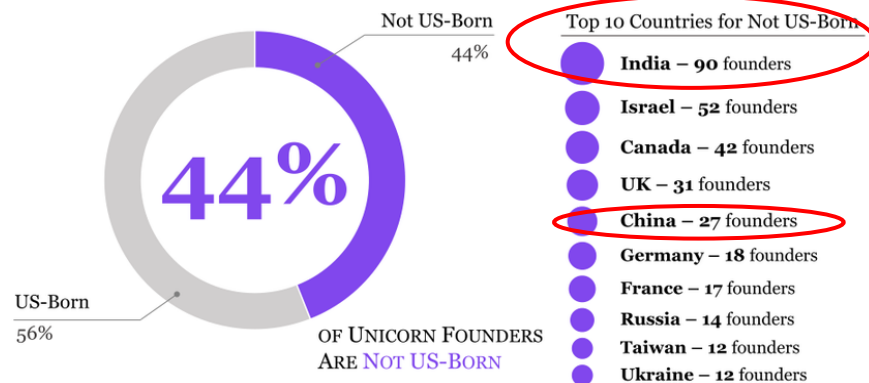 Not US-Born
44%
44%
US-Born
56%
OF UNICORN FOUNDERS
ARE NOT US-BORN
Top 10 Countries for Not US-Born
India – 90 founders
Israel – 52 founders
Canada – 42 founders
UK – 31 founders
China – 27 founders
Germany – 18 founders
France – 17 founders
Russia – 14 founders
Taiwan – 12 founders
Ukraine – 12 founders